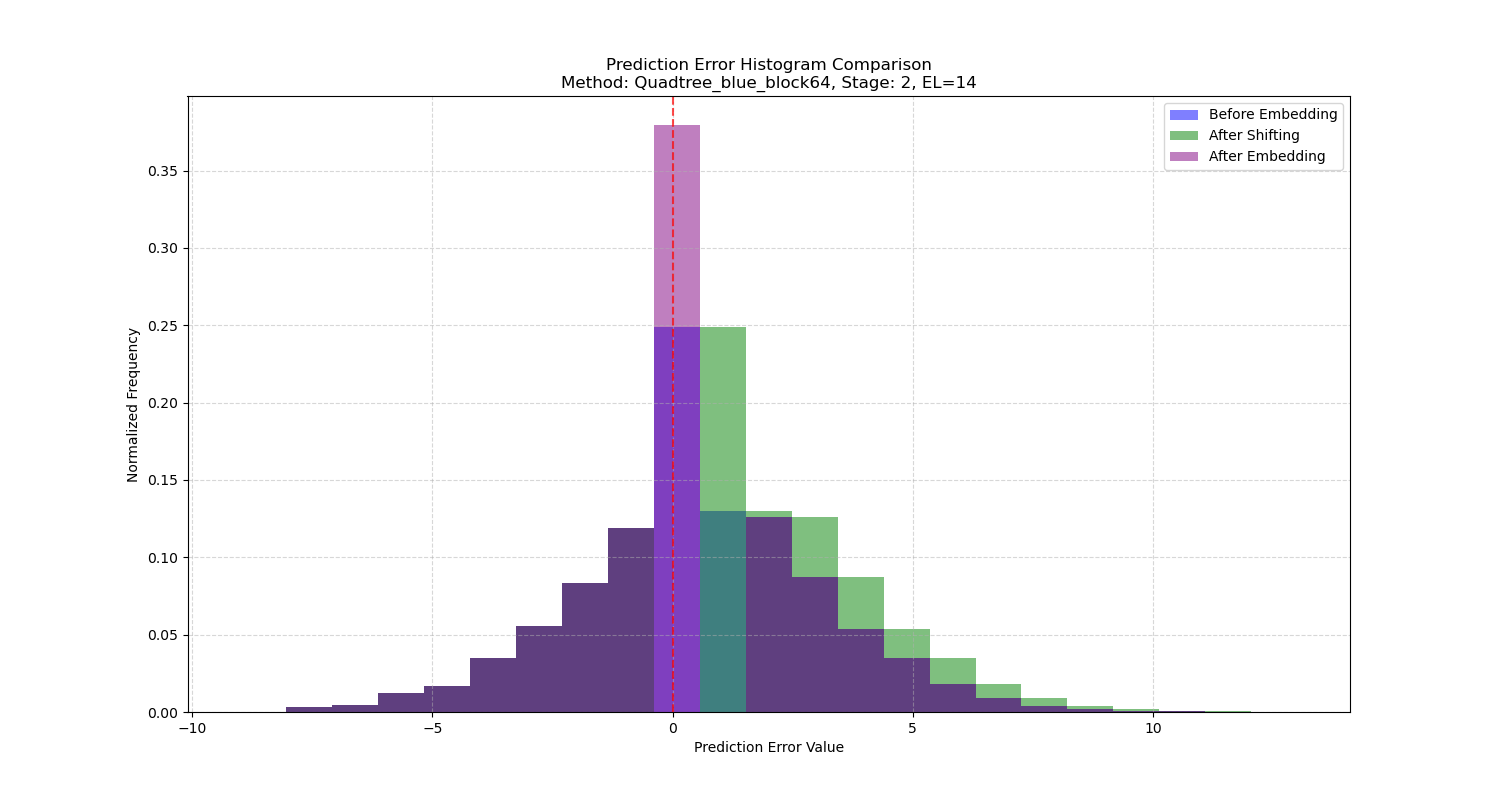 Prediction Error Histogram Comparison
Method: Quadtree_blue_block64, Stage: 2, EL=14
Before Embedding
After Shifting
After Embedding
Normalized Frequency
0.35
0.30
0.25
0.20
0.15
0.10
0.05
0.00
−10
−5
0
5
10
Prediction Error Value